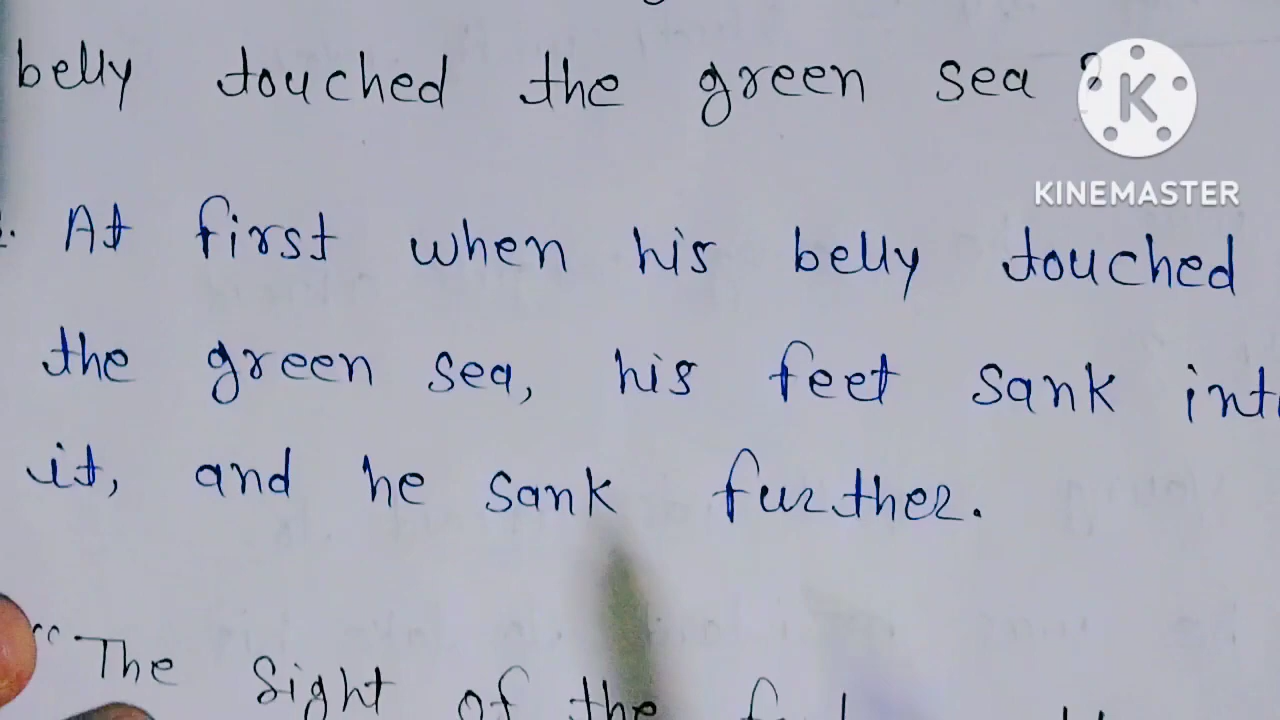 belly touched the green sea ?
K
KINEMASTER
At first when his belly touched
the green sea, his feet sank into
it, and he sank further.
"The sight of the